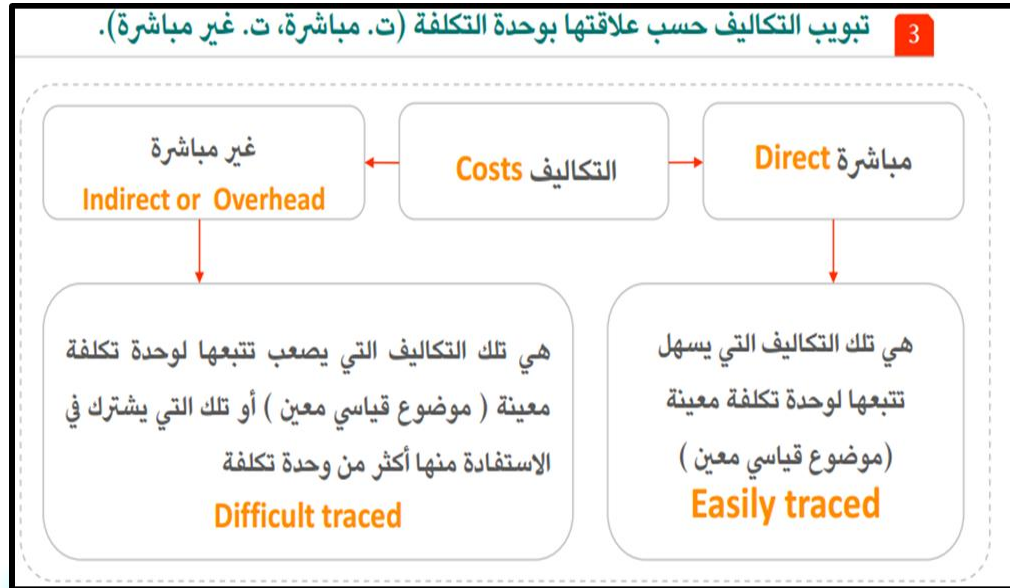 3 تبويب التكاليف حسب علاقتها بوحدة التكلفة (ت. مباشرة، ت. غير مباشرة).
مباشرة Direct
التكاليف Costs
غير مباشرة
Indirect or Overhead
هي تلك التكاليف التي يسهل
تتبعها لوحدة تكلفة معينة
(موضوع قياسي معين )
Easily traced
هي تلك التكاليف التي يصعب تتبعها لوحدة تكلفة
معينة ( موضوع قياسي معين ) أو تلك التي يشترك في
الاستفادة منها أكثر من وحدة تكلفة
Difficult traced